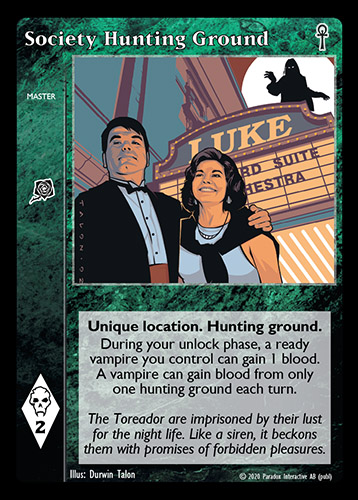 Society Hunting Ground
MASTER
LUKE
RD SUITE
HESTRA
Unique location. Hunting ground.
During your unlock phase, a ready
vampire you control can gain 1 blood.
A vampire can gain blood from only
one hunting ground each turn.
The Toreador are imprisoned by their lust
for the night life. Like a siren, it beckons
them with promises of forbidden pleasures.
2
Illus: Durwin Talon
© 2020 Paradox Interactive AB (publ)